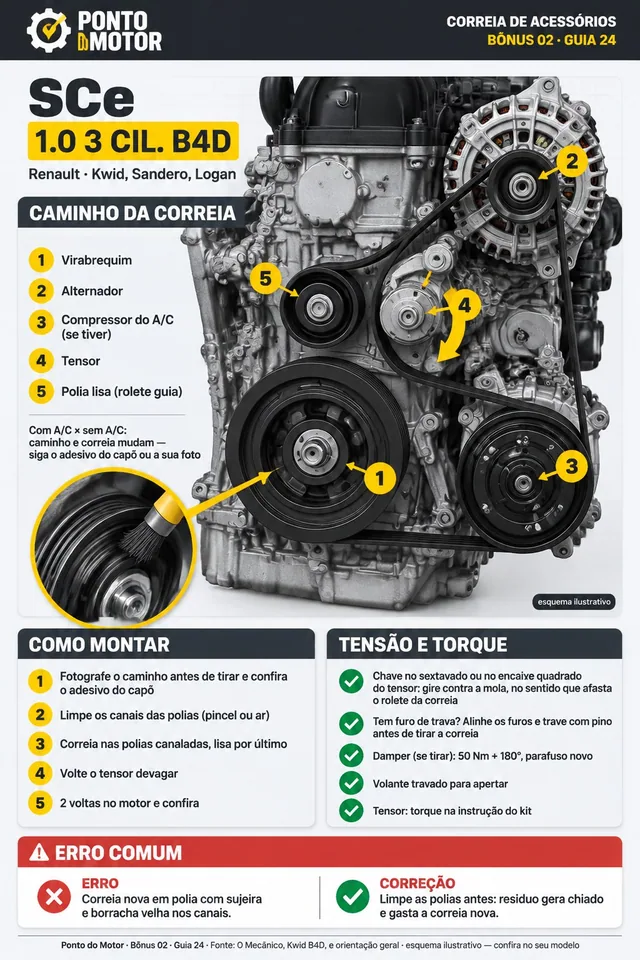 PONTO
DO MOTOR
CORREIA DE ACESSÓRIOS
BÔNUS 02 · GUIA 24
SCe
1.0 3 CIL. B4D
Renault · Kwid, Sandero, Logan
CAMINHO DA CORREIA
1 Virabrequim
2 Alternador
3 Compressor do A/C
(se tiver)
4 Tensor
5 Polia lisa (rolete guia)
Com A/C × sem A/C:
caminho e correia mudam —
siga o adesivo do capô ou a sua foto
2
5
4
1
3
esquema ilustrativo
COMO MONTAR
1 Fotografe o caminho antes de tirar e confira
o adesivo do capô
2 Limpe os canais das polias (pincel ou ar)
3 Correia nas polias canaladas, lisa por último
4 Volte o tensor devagar
5 2 voltas no motor e confira
TENSÃO E TORQUE
Chave no sextavado ou no encaixe quadrado
do tensor: gire contra a mola, no sentido que afasta
o rolete da correia
Tem furo de trava? Alinhe os furos e trave com pino
antes de tirar a correia
Damper (se tirar): 50 Nm + 180°, parafuso novo
Volante travado para apertar
Tensor: torque na instrução do kit
ERRO COMUM
ERRO
Correia nova em polia com sujeira
e borracha velha nos canais.
CORREÇÃO
Limpe as polias antes: resíduo gera chiado
e gasta a correia nova.
Ponto do Motor · Bônus 02 · Guia 24 · Fonte: O Mecânico, Kwid B4D, e orientação geral · esquema ilustrativo — confira no seu modelo